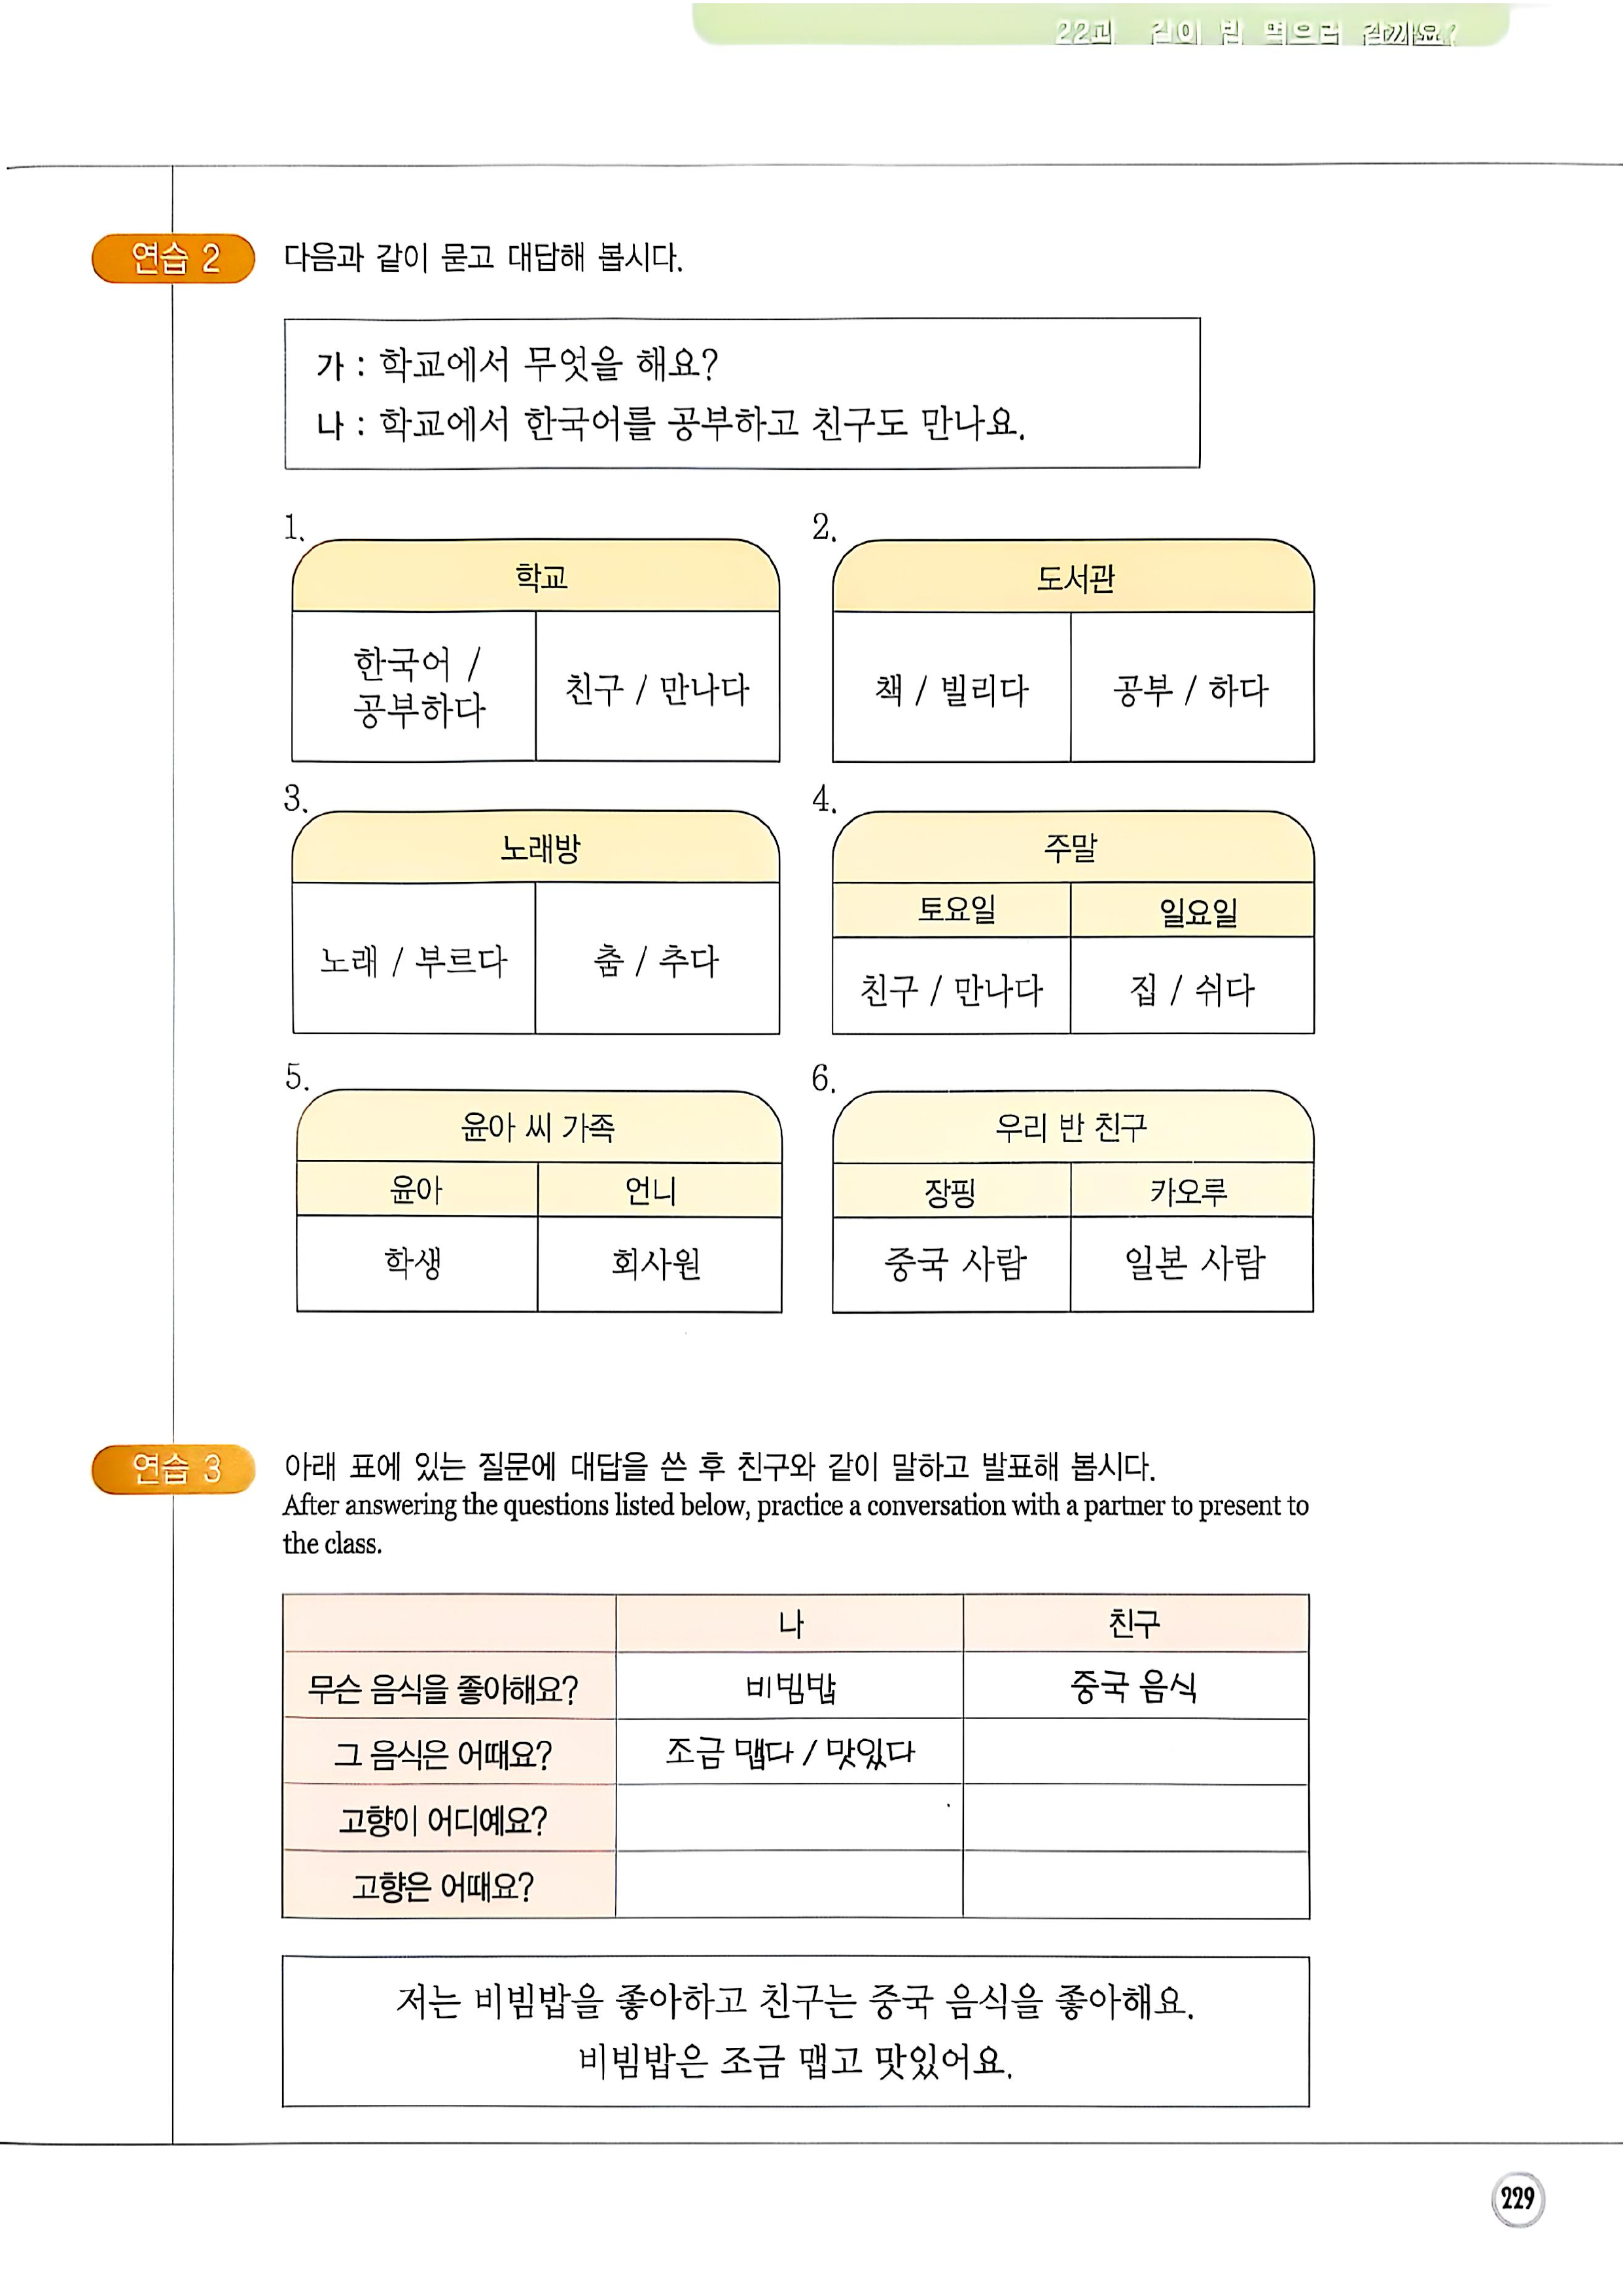 22과 같이 밥 먹으러 갈까요?
연습 2
다음과 같이 묻고 대답해 봅시다.
가 : 학교에서 무엇을 해요?
나 : 학교에서 한국어를 공부하고 친구도 만나요.
1.
학교
한국어 /
공부하다
친구 / 만나다
2.
도서관
책 / 빌리다
공부 / 하다
3.
노래방
노래 / 부르다
춤 / 추다
4.
주말
토요일
일요일
친구 / 만나다
집 / 쉬다
5.
윤아 씨 가족
윤아
언니
학생
회사원
6.
우리 반 친구
장핑
카오루
중국 사람
일본 사람
연습 3
아래 표에 있는 질문에 대답을 쓴 후 친구와 같이 말하고 발표해 봅시다.
After answering the questions listed below, practice a conversation with a partner to present to
the class.
나
친구
무슨 음식을 좋아해요?
비빔밥
중국 음식
그 음식은 어때요?
조금 맵다 / 맛있다
고향이 어디예요?
고향은 어때요?
저는 비빔밥을 좋아하고 친구는 중국 음식을 좋아해요.
비빔밥은 조금 맵고 맛있어요.
229